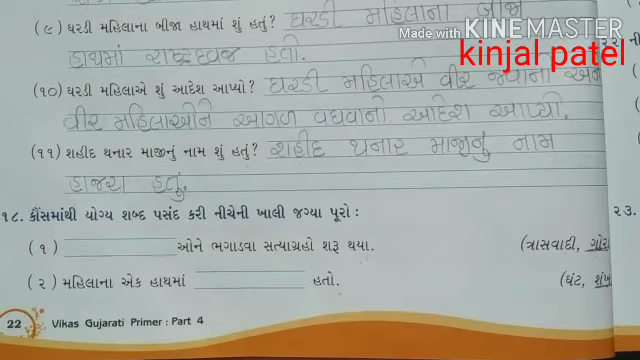 (૯) ઘરડી મહિલાના બીજા હાથમાં શું હતું? ઘરડી મહિલાના બીજા
હાથમાં રાષ્ટ્રધ્વજ હતો.
Made with KINEMASTER
kinjal patel
(૧૦) ઘરડી મહિલાએ શું આદેશ આપ્યો? ઘરડી મહિલાએ વીર જવાનો અને
વીર મહિલાઓને આગળ વધવાનો આદેશ આપ્યો.
(૧૧) શહીદ થનાર માજીનું નામ શું હતું? શહીદ થનાર માજીનું નામ
હાજરા હતું.
૧૮. કૌંસમાંથી યોગ્ય શબ્દ પસંદ કરી નીચેની ખાલી જગ્યા પૂરો :
૨૩.
(૧) ઓને ભગાડવા સત્યાગ્રહો શરૂ થયા. (ત્રાસવાદી,
(૨) મહિલાના એક હાથમાં હતો. (ઘંટ,
22 Vikas Gujarati Primer : Part 4